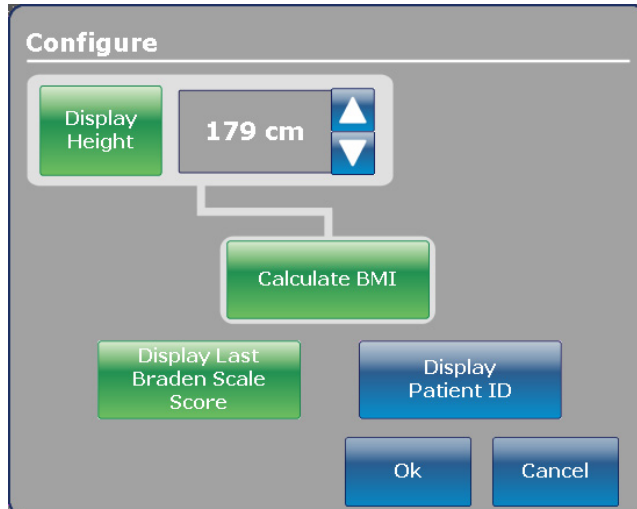 Configure
Display
Height
179 cm
Calculate BMI
Display Last
Braden Scale
Score
Display
Patient ID
Ok
Cancel